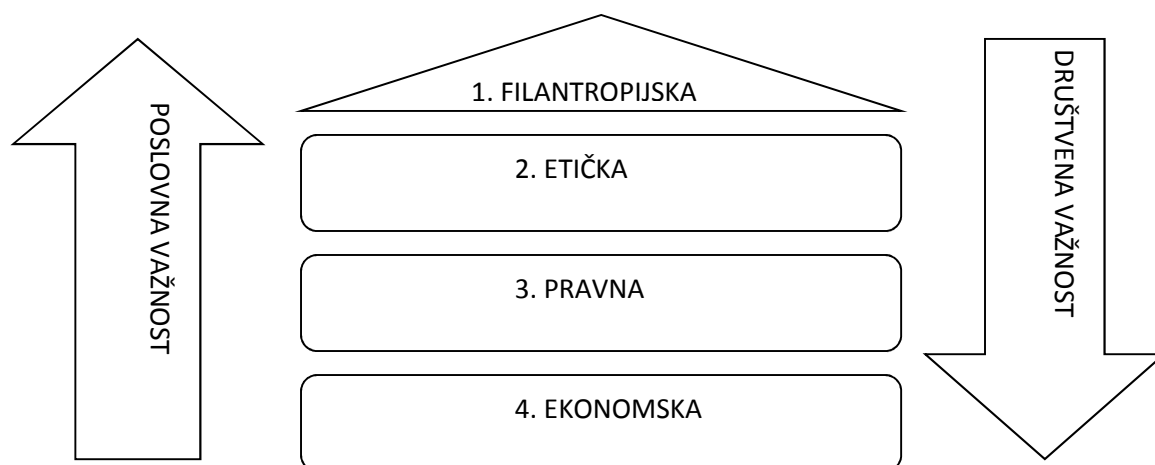 POSLOVNA VAŽNOST
1. FILANTROPIJSKA
2. ETIČKA
3. PRAVNA
4. EKONOMSKA
DRUŠTVENA VAŽNOST